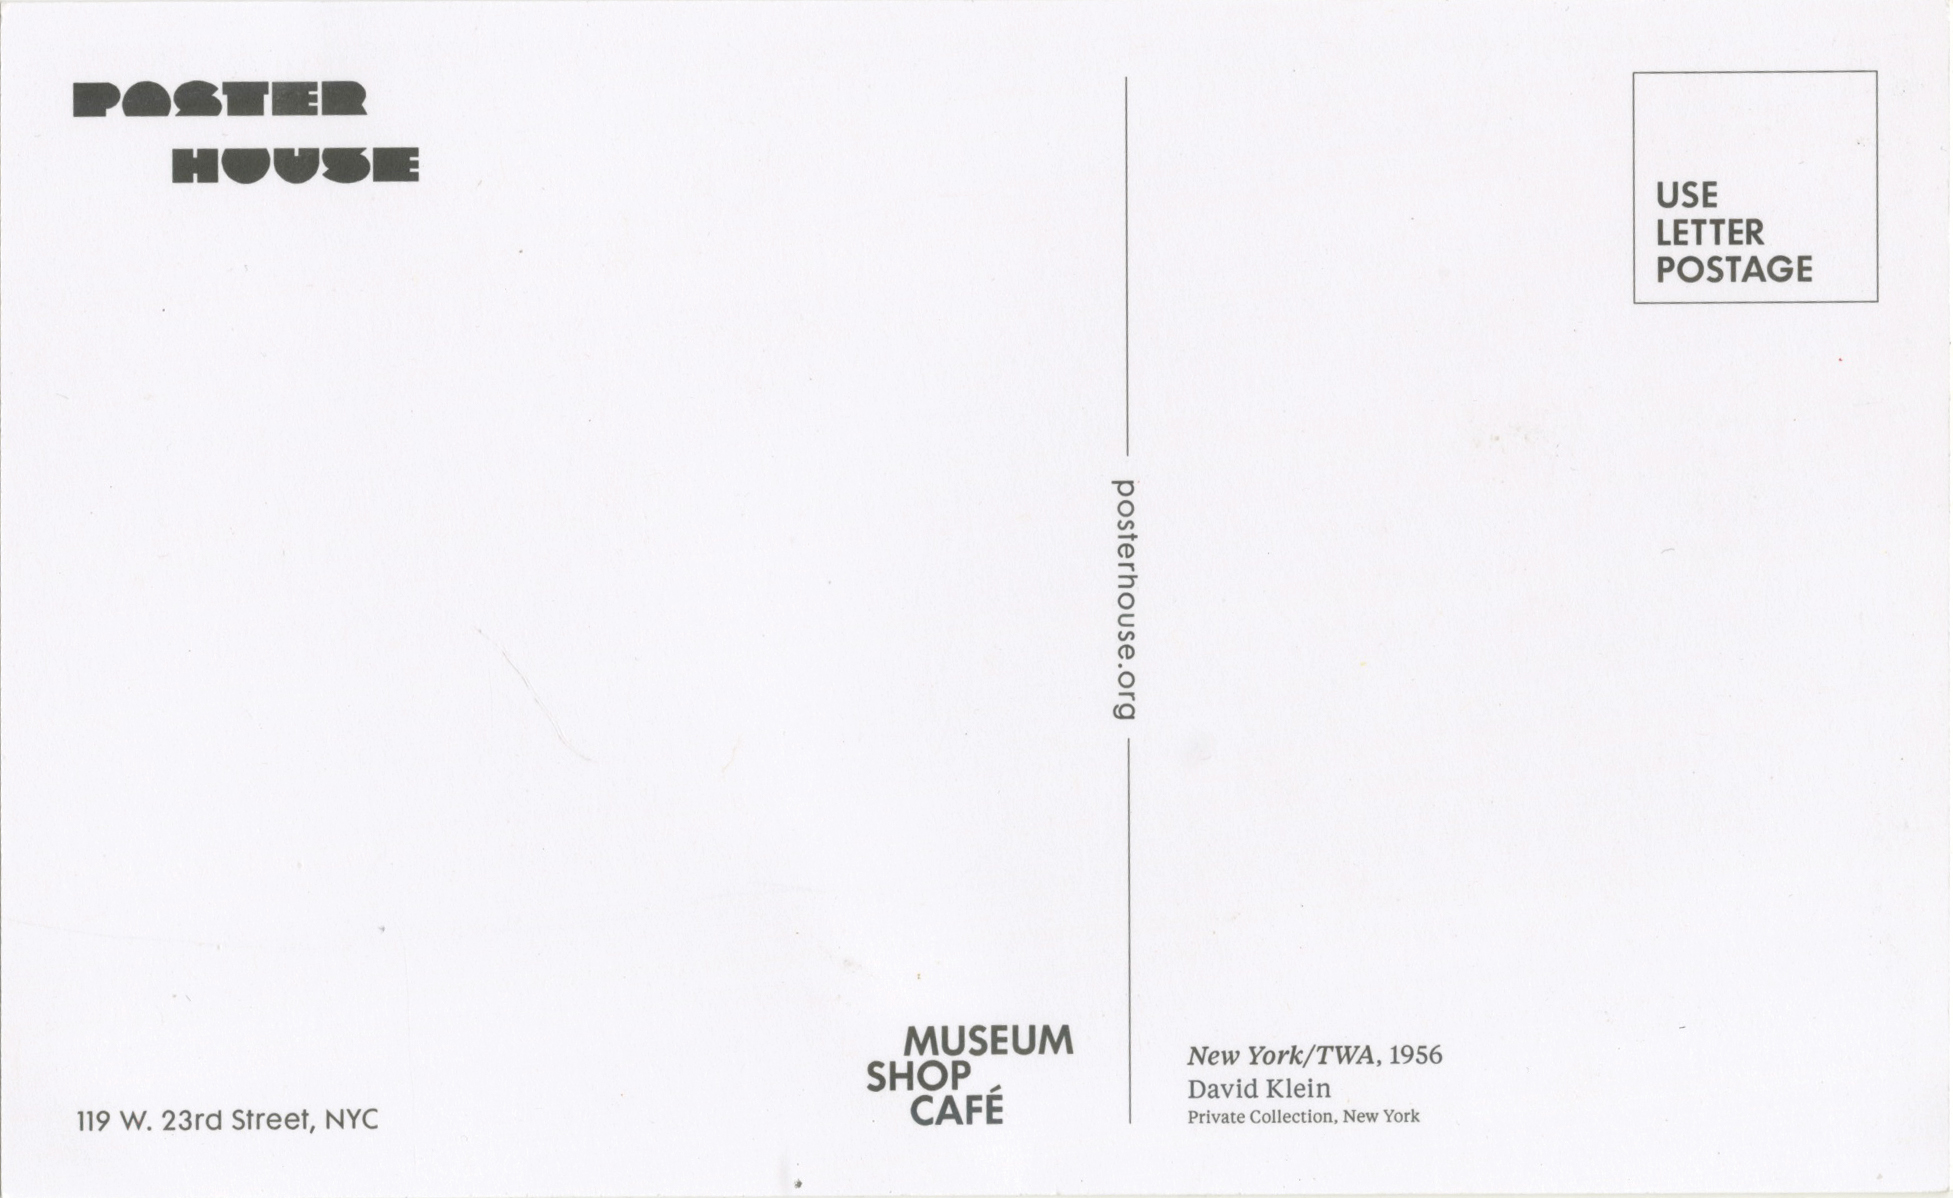 POSTER
HOUSE
119 W. 23rd Street, NYC
MUSEUM
SHOP
CAFÉ
posterhouse.org
USE
LETTER
POSTAGE
New York/TWA, 1956
David Klein
Private Collection, New York